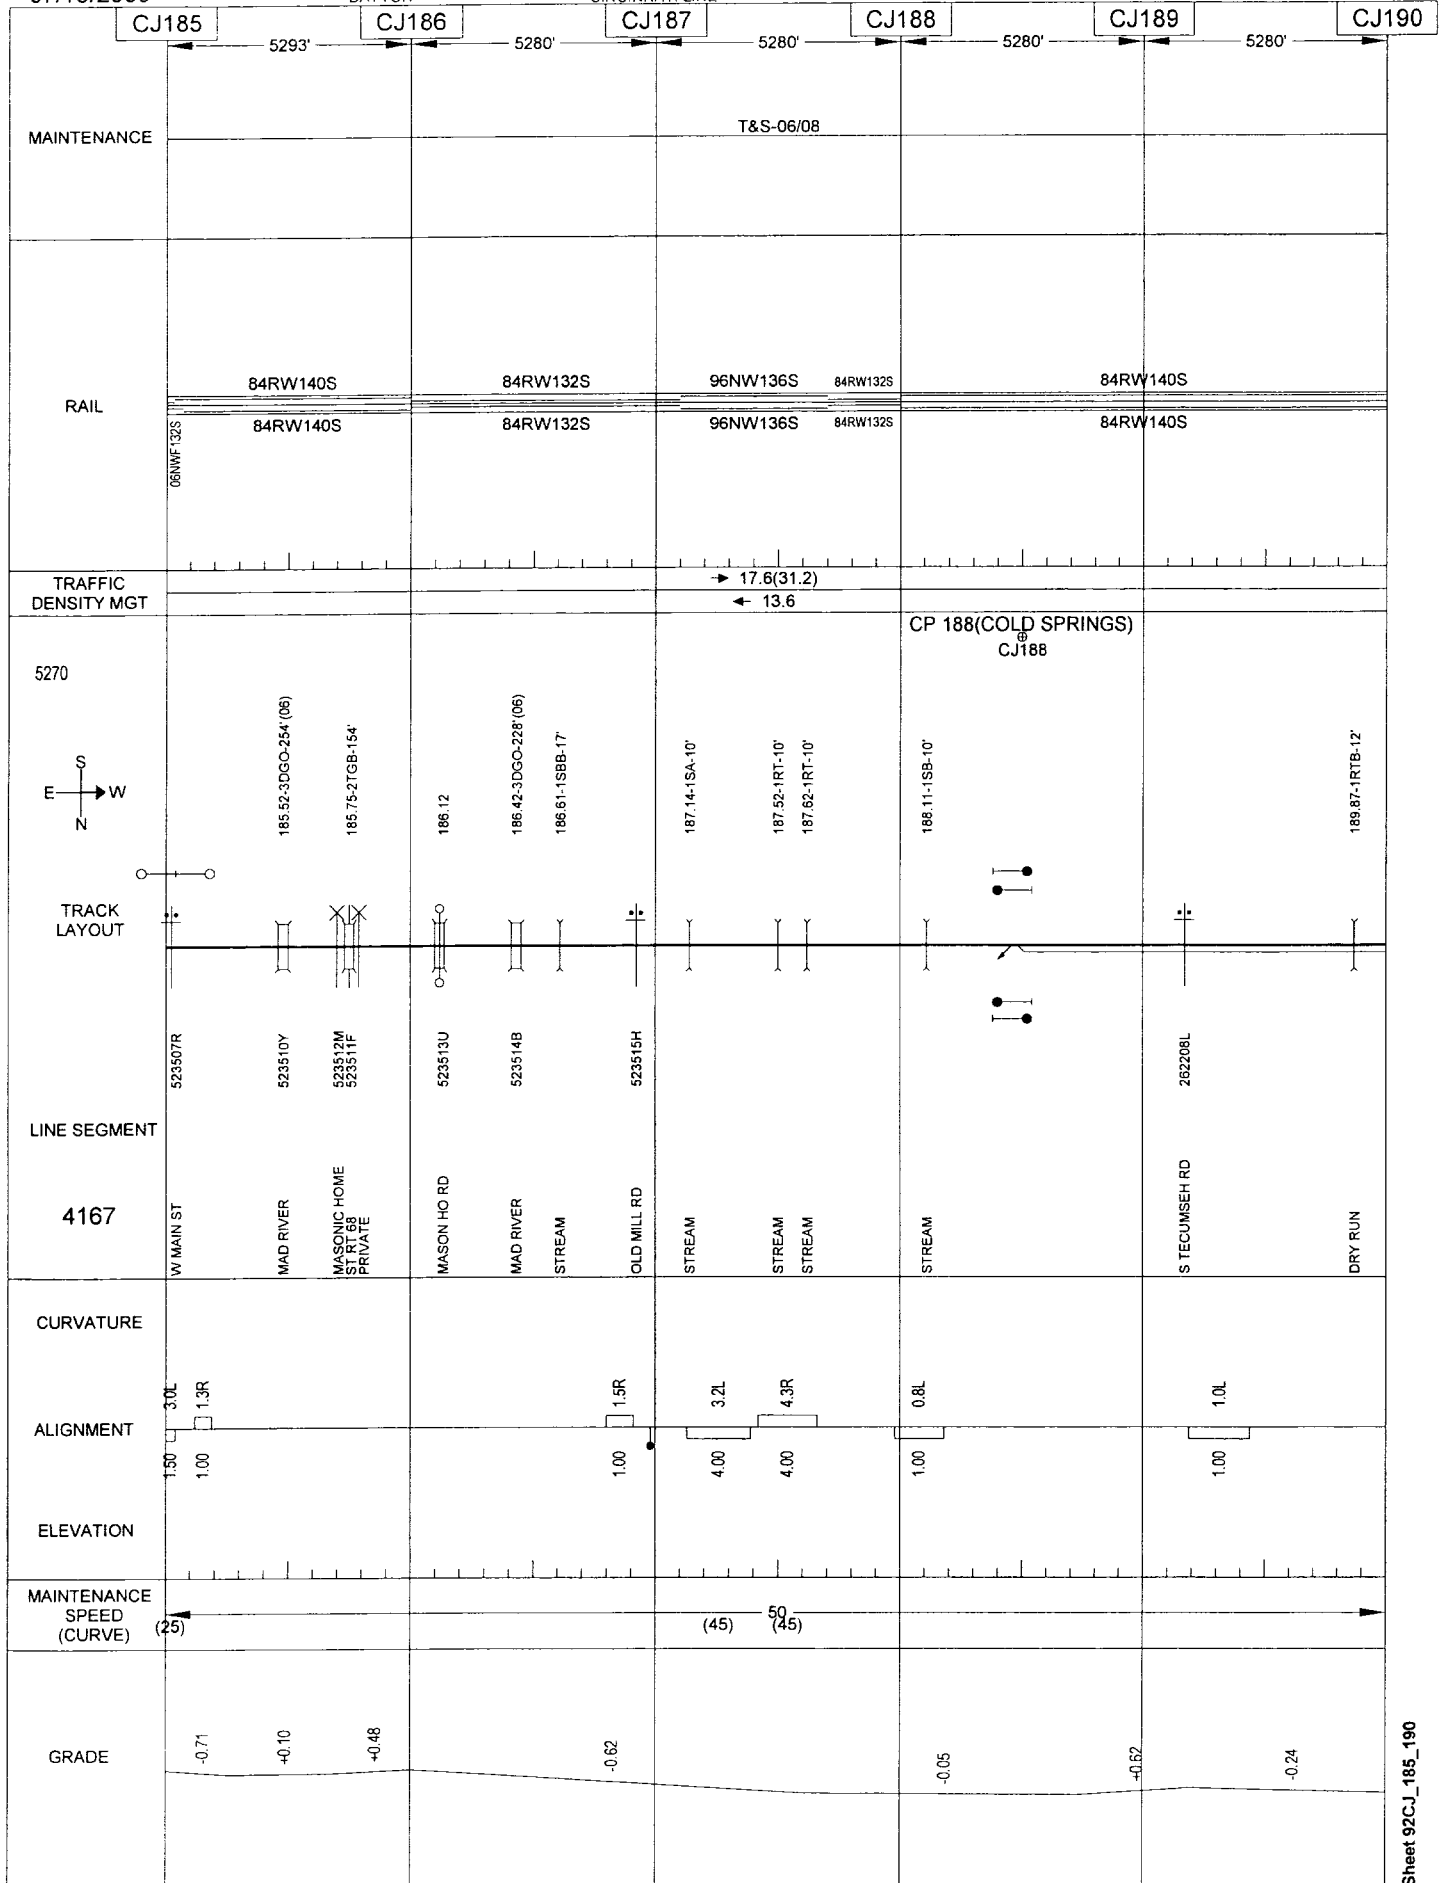 CJ185 CJ186 CJ187 CJ188 CJ189 CJ190
5293' 5280' 5280' 5280' 5280'
MAINTENANCE
T&S-06/08
RAIL
84RW140S 84RW132S 96NW136S 84RW132S 84RW140S
84RW140S 84RW132S 96NW136S 84RW132S 84RW140S
06NWF132S
TRAFFIC
DENSITY MGT
17.6(31.2)
13.6
CP 188(COLD SPRINGS)
CJ188
5270
S
E W
N
185.52-3DGO-254'(06)
185.75-2TGB-154'
186.12
186.42-3DGO-228'(06)
186.61-1SBB-17'
187.14-1SA-10'
187.52-1RT-10'
187.62-1RT-10'
188.11-1SB-10'
189.87-1RTB-12'
TRACK
LAYOUT
523507R
523510Y
523512M
523511F
523513U
523514B
523515H
262208L
LINE SEGMENT
4167
W MAIN ST
MAD RIVER
MASONIC HOME
ST RT 68
PRIVATE
MASON HO RD
MAD RIVER
STREAM
OLD MILL RD
STREAM
STREAM
STREAM
STREAM
S TECUMSEH RD
DRY RUN
CURVATURE
3.0L 1.3R 1.5R 3.2L 4.3R 0.8L 1.0L
ALIGNMENT
1.50 1.00 1.00 4.00 4.00 1.00 1.00
ELEVATION
MAINTENANCE
SPEED
(CURVE)
50
(25) (45) (45)
GRADE
-0.71 +0.10 +0.48 -0.62 -0.05 +0.62 -0.24
Sheet 92CJ_185_190